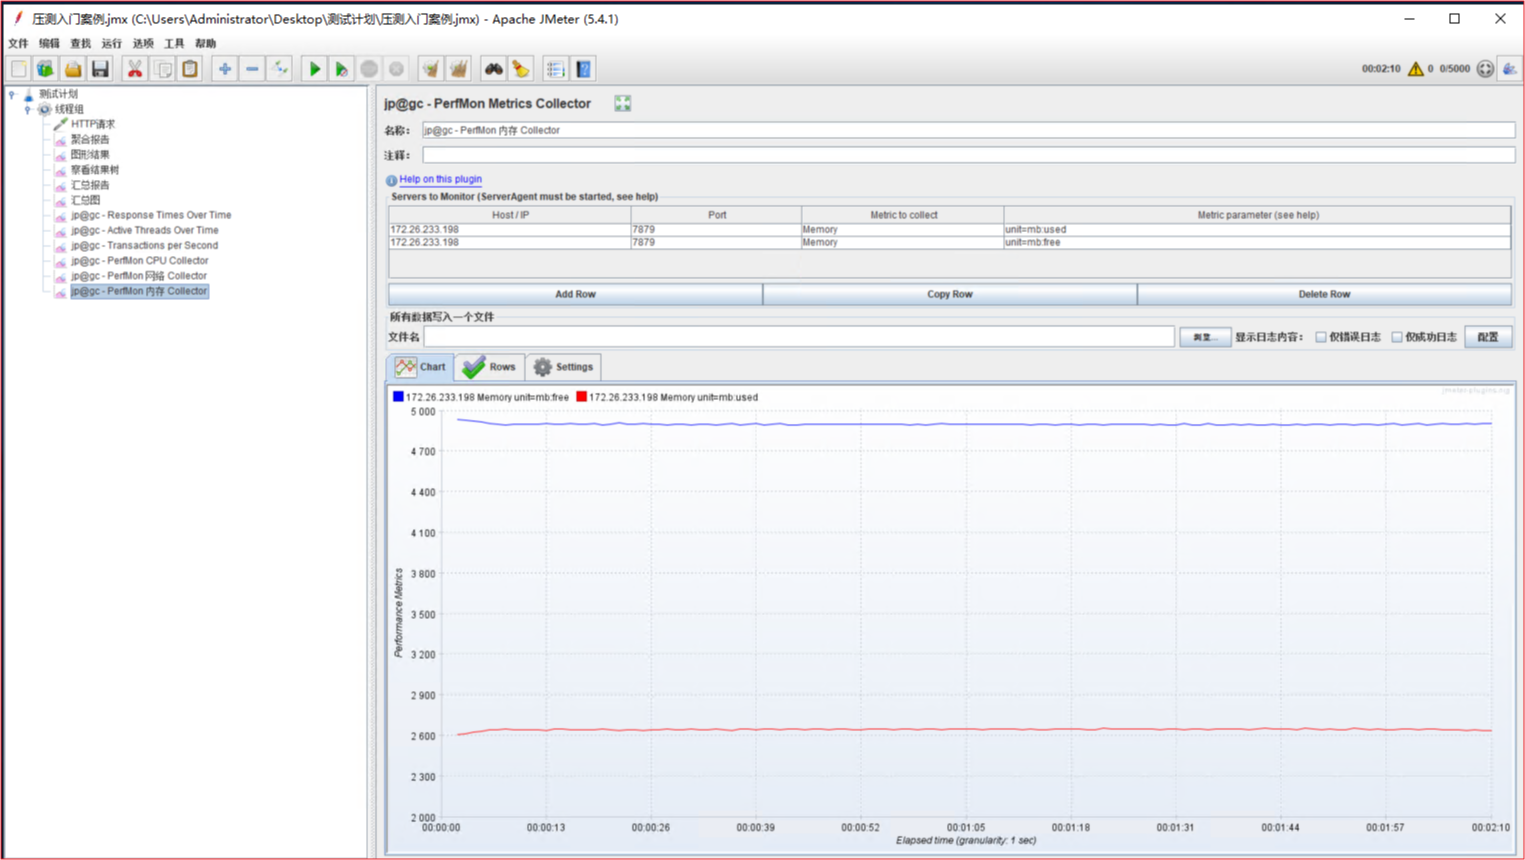 压测入门案例.jmx (C:\Users\Administrator\Desktop\测试计划\压测入门案例.jmx) - Apache JMeter (5.4.1)
文件 编辑 查找 运行 选项 工具 帮助
00:02:10 0 0/5000
测试计划
线程组
HTTP请求
聚合报告
图形结果
察看结果树
汇总报告
汇总图
jp@gc - Response Times Over Time
jp@gc - Active Threads Over Time
jp@gc - Transactions per Second
jp@gc - PerfMon CPU Collector
jp@gc - PerfMon 网络 Collector
jp@gc - PerfMon 内存 Collector
jp@gc - PerfMon Metrics Collector
名称： jp@gc - PerfMon 内存 Collector
注释：
Help on this plugin
Servers to Monitor (ServerAgent must be started, see help)
Host / IP Port Metric to collect Metric parameter (see help)
172.26.233.198 7879 Memory unit=mb:used
172.26.233.198 7879 Memory unit=mb:free
Add Row Copy Row Delete Row
所有数据写入一个文件
文件名 浏览... 显示日志内容： 仅错误日志 仅成功日志 配置
Chart Rows Settings
jmeter-plugins.org
172.26.233.198 Memory unit=mb:free 172.26.233.198 Memory unit=mb:used
5 000
4 700
4 400
4 100
3 800
3 500
3 200
2 900
2 600
2 300
2 000
Performance Metrics
00:00:00 00:00:13 00:00:26 00:00:39 00:00:52 00:01:05 00:01:18 00:01:31 00:01:44 00:01:57 00:02:10
Elapsed time (granularity: 1 sec)